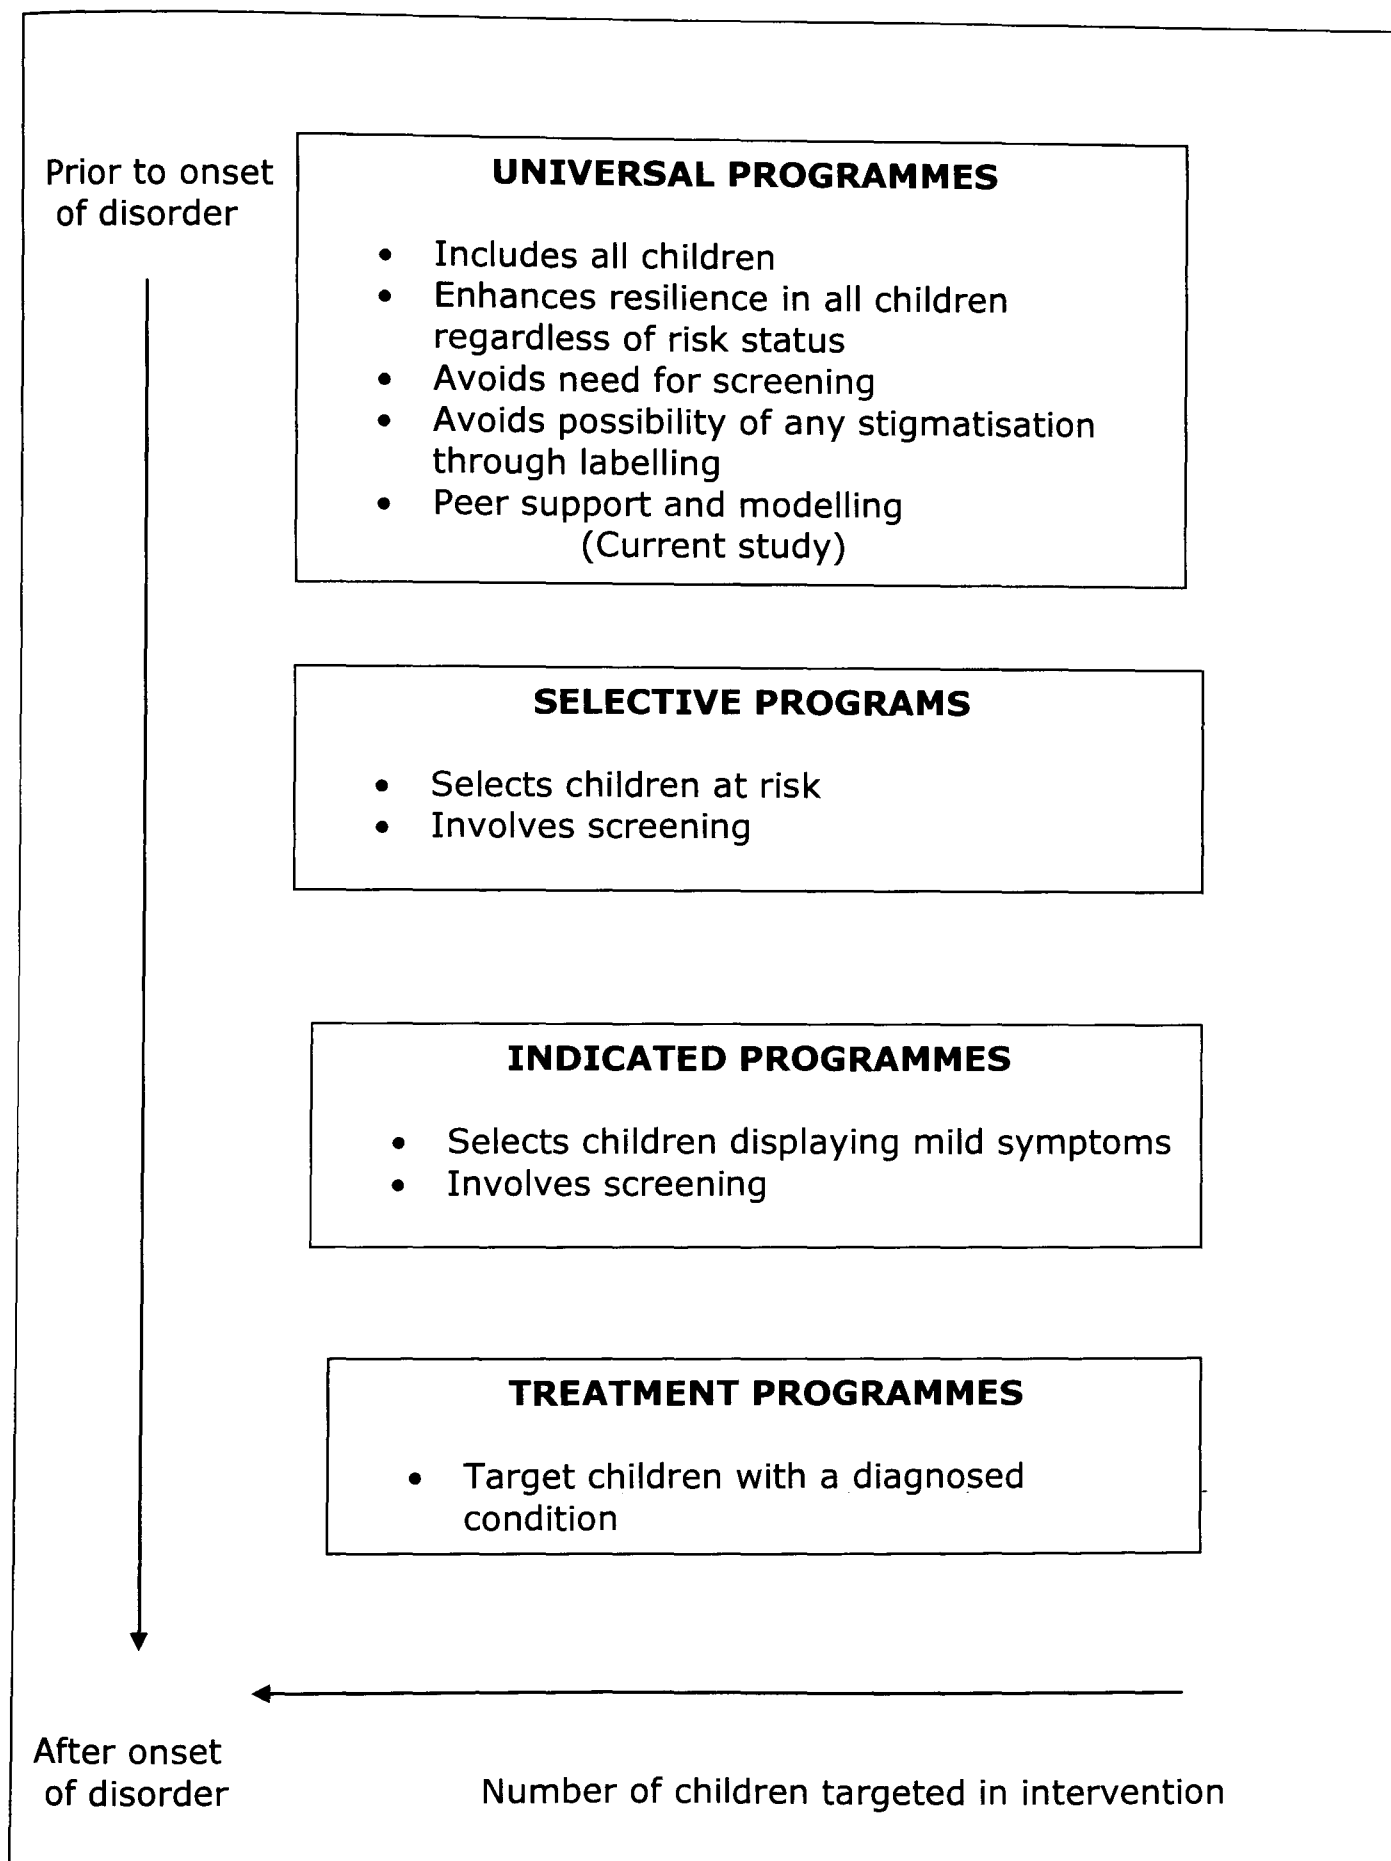 Prior to onset
of disorder
UNIVERSAL PROGRAMMES
• Includes all children
• Enhances resilience in all children
regardless of risk status
• Avoids need for screening
• Avoids possibility of any stigmatisation
through labelling
• Peer support and modelling
(Current study)
SELECTIVE PROGRAMS
• Selects children at risk
• Involves screening
INDICATED PROGRAMMES
• Selects children displaying mild symptoms
• Involves screening
TREATMENT PROGRAMMES
• Target children with a diagnosed
condition
After onset
of disorder
Number of children targeted in intervention